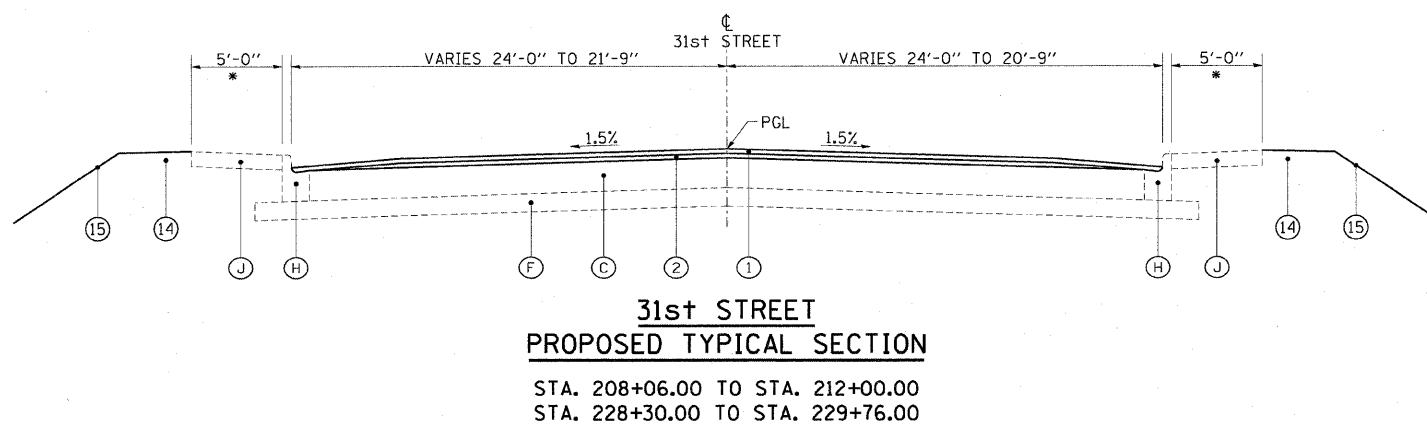 ℄
31st STREET
5'-0" VARIES 24'-0" TO 21'-9" VARIES 24'-0" TO 20'-9" 5'-0"
* *
PGL
1.5% 1.5%
15 14 J H F C 2 1 H J 14 15
31st STREET
PROPOSED TYPICAL SECTION
STA. 208+06.00 TO STA. 212+00.00
STA. 228+30.00 TO STA. 229+76.00